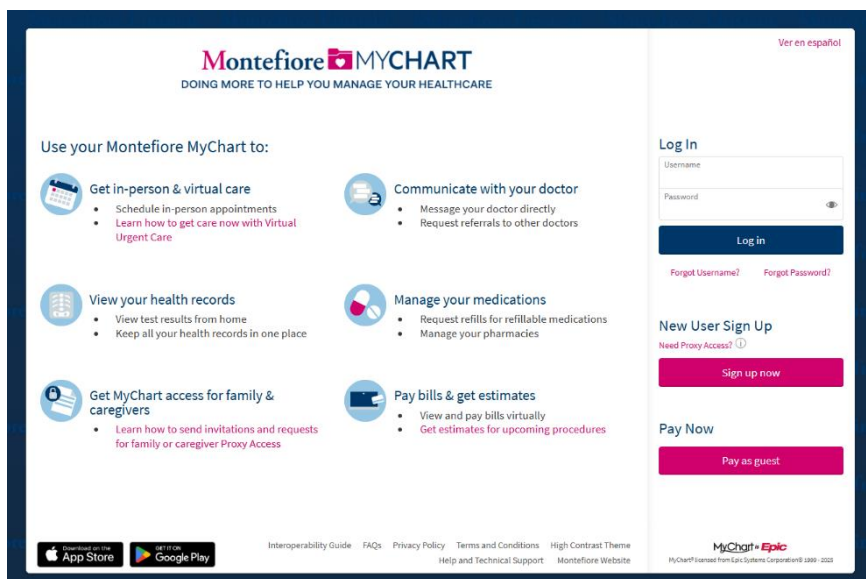 Montefiore MYCHART
DOING MORE TO HELP YOU MANAGE YOUR HEALTHCARE
Use your Montefiore MyChart to:
Get in-person & virtual care
• Schedule in-person appointments
• Learn how to get care now with Virtual
Urgent Care
Communicate with your doctor
• Message your doctor directly
• Request referrals to other doctors
View your health records
• View test results from home
• Keep all your health records in one place
Manage your medications
• Request refills for refillable medications
• Manage your pharmacies
Get MyChart access for family &
caregivers
• Learn how to send invitations and requests
for family or caregiver Proxy Access
Pay bills & get estimates
• View and pay bills virtually
• Get estimates for upcoming procedures
Download on the
App Store
GET IT ON
Google Play
Interoperability Guide FAQs Privacy Policy Terms and Conditions High Contrast Theme
Help and Technical Support Montefiore Website
Ver en español
Log In
Username
Password
Log in
Forgot Username? Forgot Password?
New User Sign Up
Need Proxy Access?
Sign up now
Pay Now
Pay as guest
MyChart by Epic
MyChart® licensed from Epic Systems Corporation© 1999 - 2025